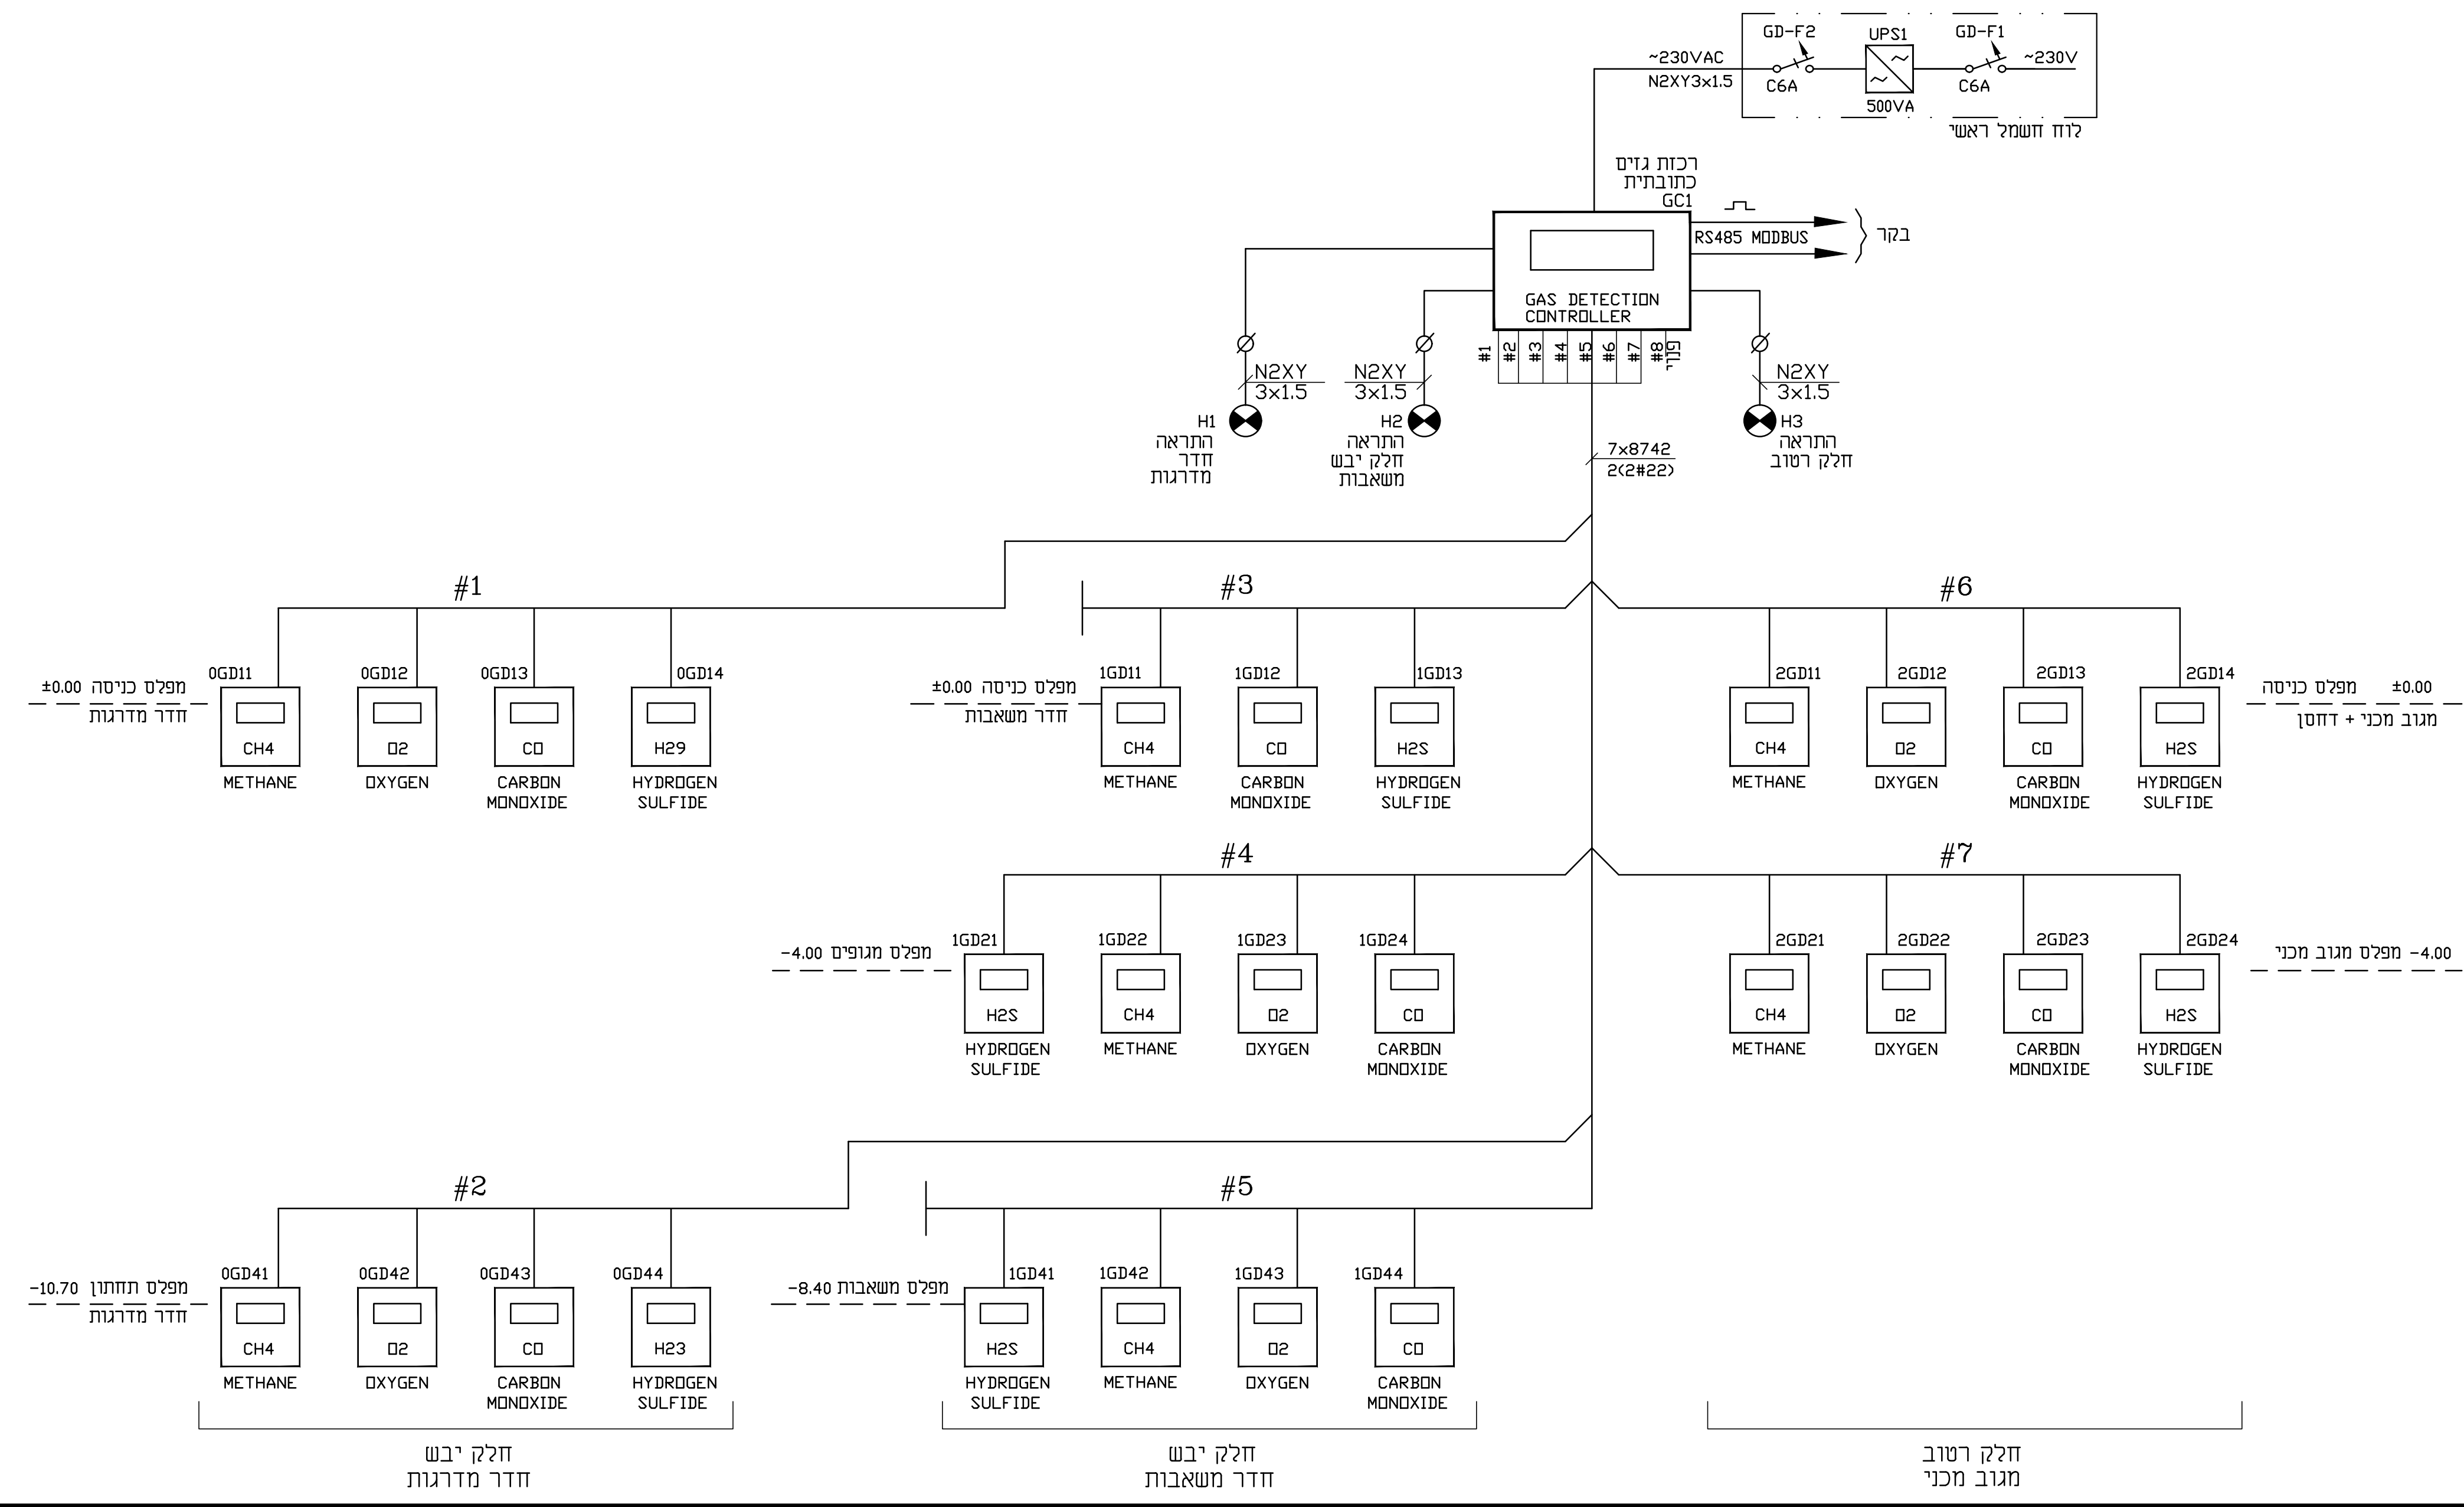 GD-F2
UPS1
GD-F1
~230VAC
~230V
N2XY3x1.5
C6A
C6A
500VA
לוח חשמל ראשי
רכזת גזים
כתובתית
GC1
RS485 MODBUS
בקר
GAS DETECTION
CONTROLLER
#1
#2
#3
#4
#5
#6
#7
#8
פנוי
N2XY
3x1.5
N2XY
3x1.5
N2XY
3x1.5
H1
התראה
חדר
מדרגות
H2
התראה
חלק יבש
משאבות
H3
התראה
חלק רטוב
7x8742
2(2#22)
#1
#3
#6
0GD11
0GD12
0GD13
0GD14
1GD11
1GD12
1GD13
2GD11
2GD12
2GD13
2GD14
מפלס כניסה ±0.00
חדר מדרגות
מפלס כניסה ±0.00
חדר משאבות
±0.00 מפלס כניסה
מגוב מכני + דחסן
CH4
O2
CO
H29
CH4
CO
H2S
CH4
O2
CO
H2S
METHANE
OXYGEN
CARBON
MONOXIDE
HYDROGEN
SULFIDE
METHANE
CARBON
MONOXIDE
HYDROGEN
SULFIDE
METHANE
OXYGEN
CARBON
MONOXIDE
HYDROGEN
SULFIDE
#4
#7
1GD21
1GD22
1GD23
1GD24
2GD21
2GD22
2GD23
2GD24
מפלס מגופים -4.00
-4.00 מפלס מגוב מכני
H2S
CH4
O2
CO
CH4
O2
CO
H2S
HYDROGEN
SULFIDE
METHANE
OXYGEN
CARBON
MONOXIDE
METHANE
OXYGEN
CARBON
MONOXIDE
HYDROGEN
SULFIDE
#2
#5
0GD41
0GD42
0GD43
0GD44
1GD41
1GD42
1GD43
1GD44
מפלס תחתון -10.70
חדר מדרגות
מפלס משאבות -8.40
CH4
O2
CO
H23
H2S
CH4
O2
CO
METHANE
OXYGEN
CARBON
MONOXIDE
HYDROGEN
SULFIDE
HYDROGEN
SULFIDE
METHANE
OXYGEN
CARBON
MONOXIDE
חלק יבש
חדר מדרגות
חלק יבש
חדר משאבות
חלק רטוב
מגוב מכני